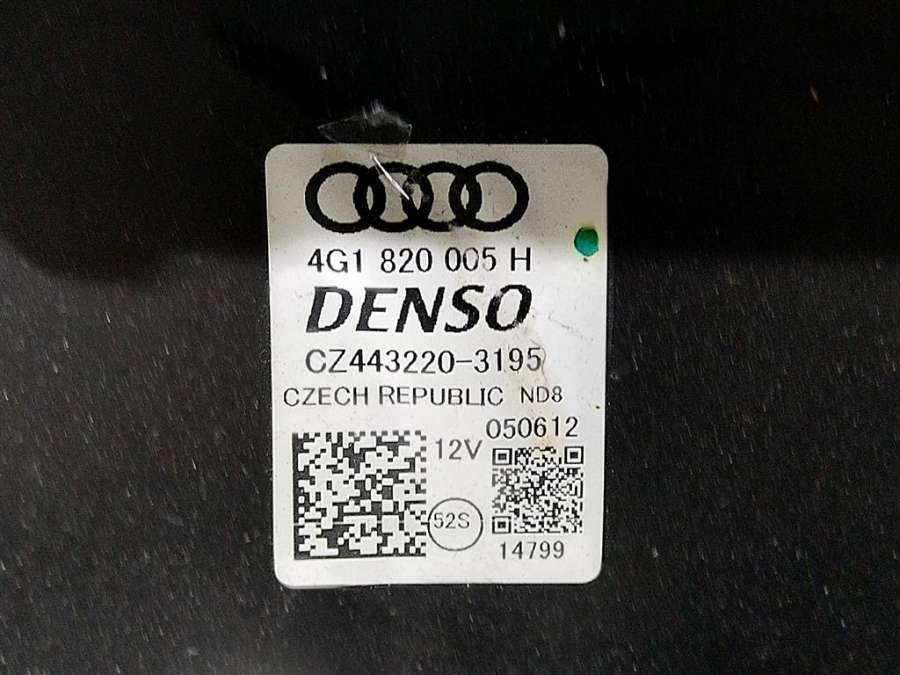 4G1 820 005 H
DENSO
CZ443220-3195
CZECH REPUBLIC ND8
050612
12V
52S
14799